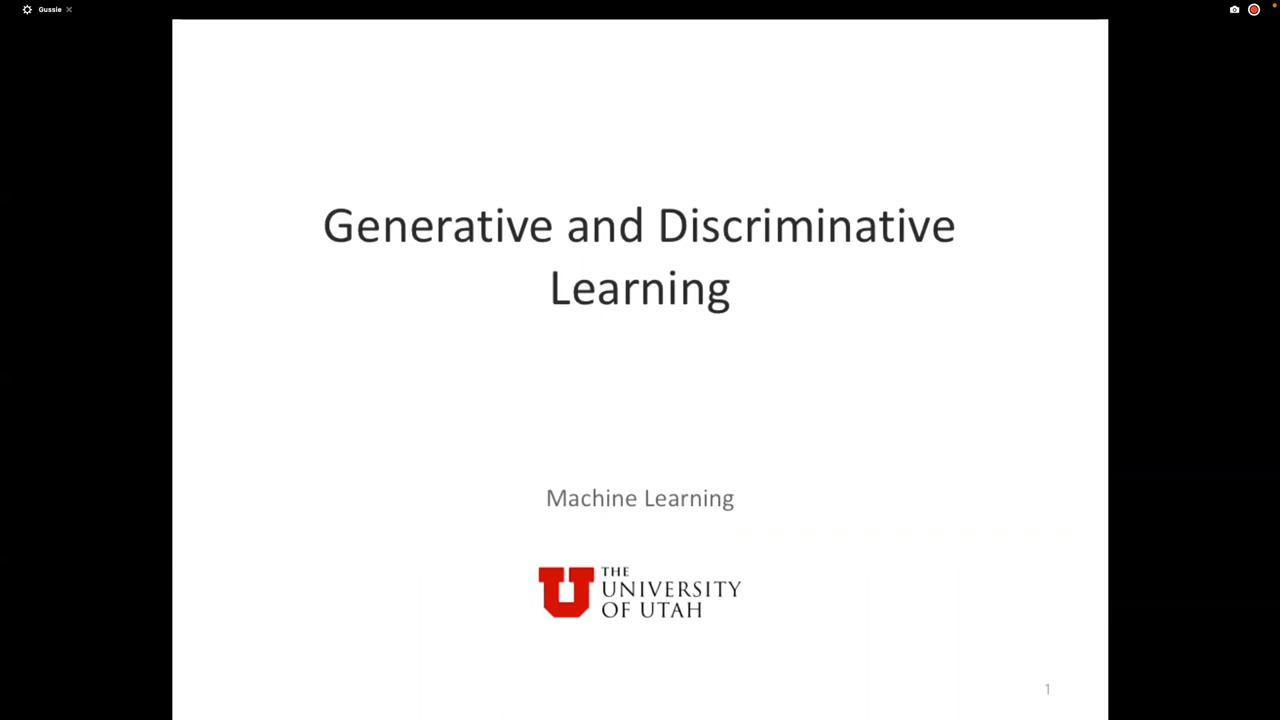 Gussie
Generative and Discriminative
Learning
Machine Learning
THE
UNIVERSITY
OF UTAH
1